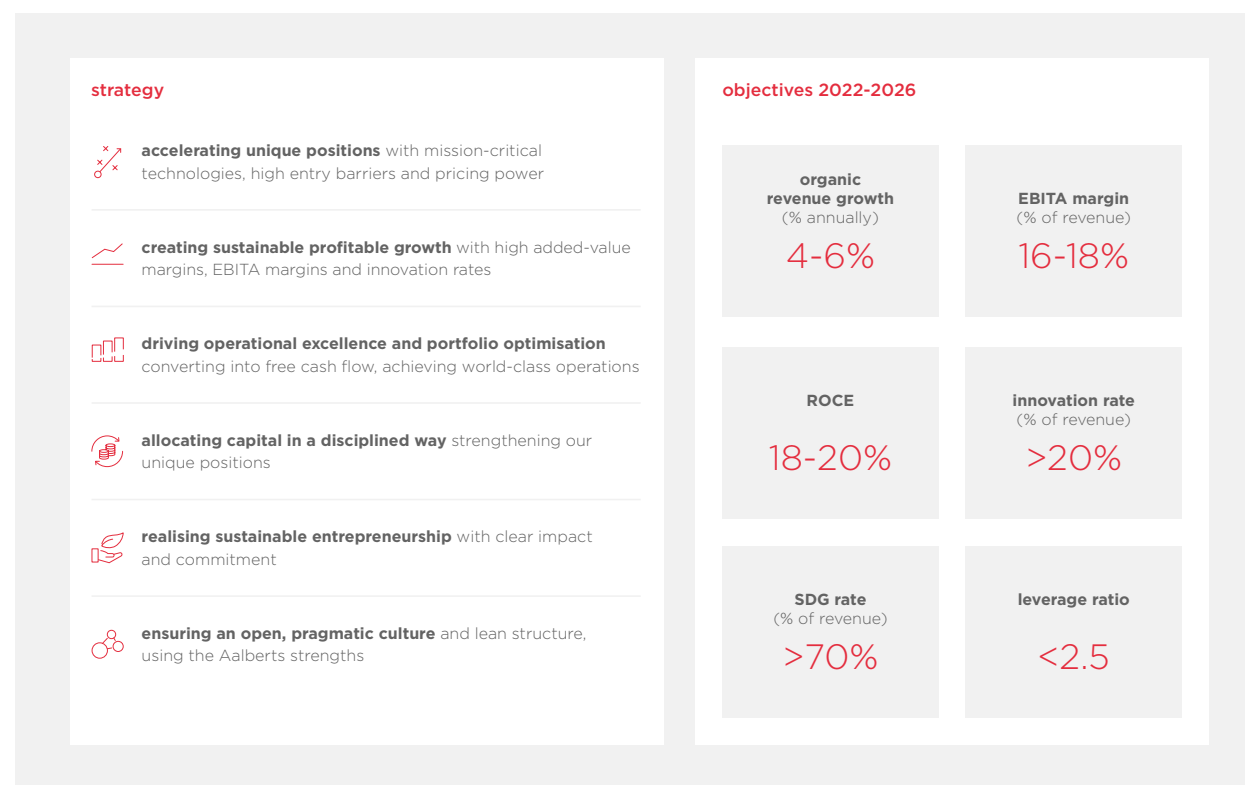 strategy
accelerating unique positions with mission-critical
technologies, high entry barriers and pricing power
creating sustainable profitable growth with high added-value
margins, EBITA margins and innovation rates
driving operational excellence and portfolio optimisation
converting into free cash flow, achieving world-class operations
allocating capital in a disciplined way strengthening our
unique positions
realising sustainable entrepreneurship with clear impact
and commitment
ensuring an open, pragmatic culture and lean structure,
using the Aalberts strengths
objectives 2022-2026
organic
revenue growth
(% annually)
4-6%
EBITA margin
(% of revenue)
16-18%
ROCE
18-20%
innovation rate
(% of revenue)
>20%
SDG rate
(% of revenue)
>70%
leverage ratio
<2.5